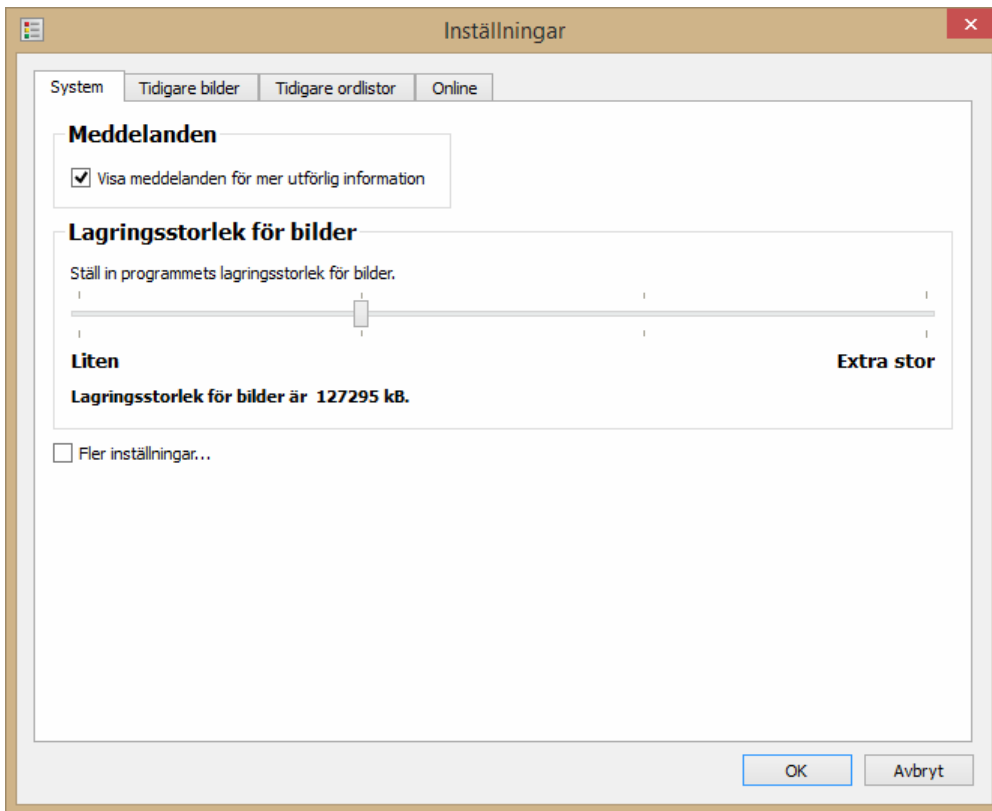 Inställningar
System Tidigare bilder Tidigare ordlistor Online
Meddelanden
Visa meddelanden för mer utförlig information
Lagringsstorlek för bilder
Ställ in programmets lagringsstorlek för bilder.
Liten Extra stor
Lagringsstorlek för bilder är 127295 kB.
Fler inställningar...
OK Avbryt